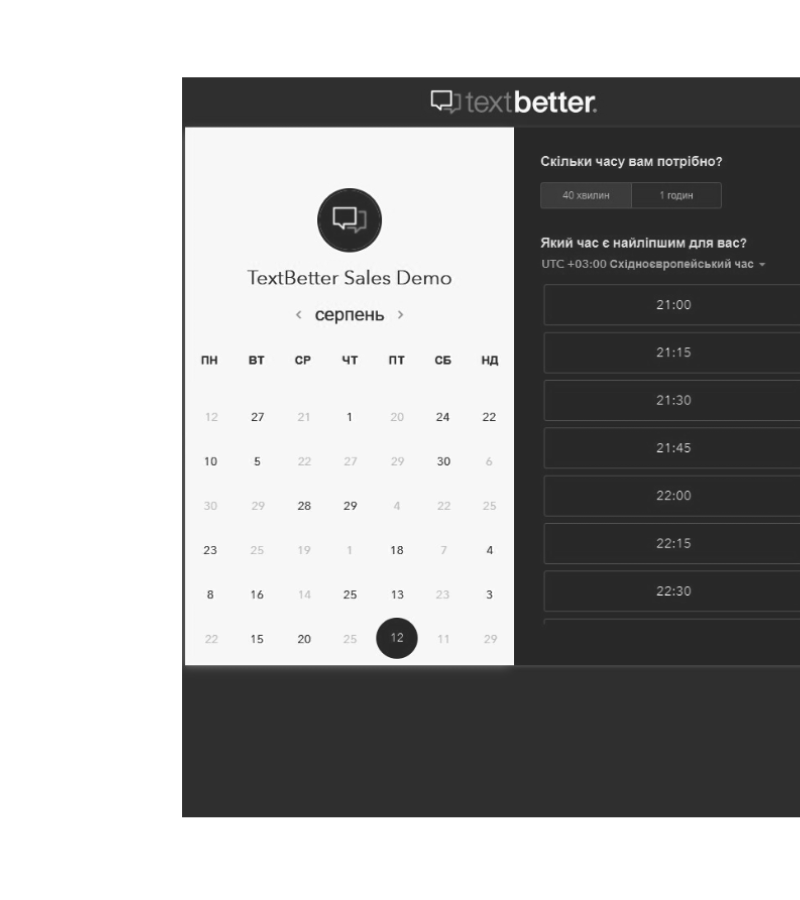 textbetter.
TextBetter Sales Demo
‹ серпень ›
ПН ВТ СР ЧТ ПТ СБ НД
12 27 21 1 20 24 22
10 5 22 27 29 30 6
30 29 28 29 4 22 25
23 25 19 1 18 7 4
8 16 14 25 13 23 3
22 15 20 25 12 11 29
Скільки часу вам потрібно?
40 хвилин 1 годин
Який час є найліпшим для вас?
UTC +03:00 Східноєвропейський час
21:00
21:15
21:30
21:45
22:00
22:15
22:30